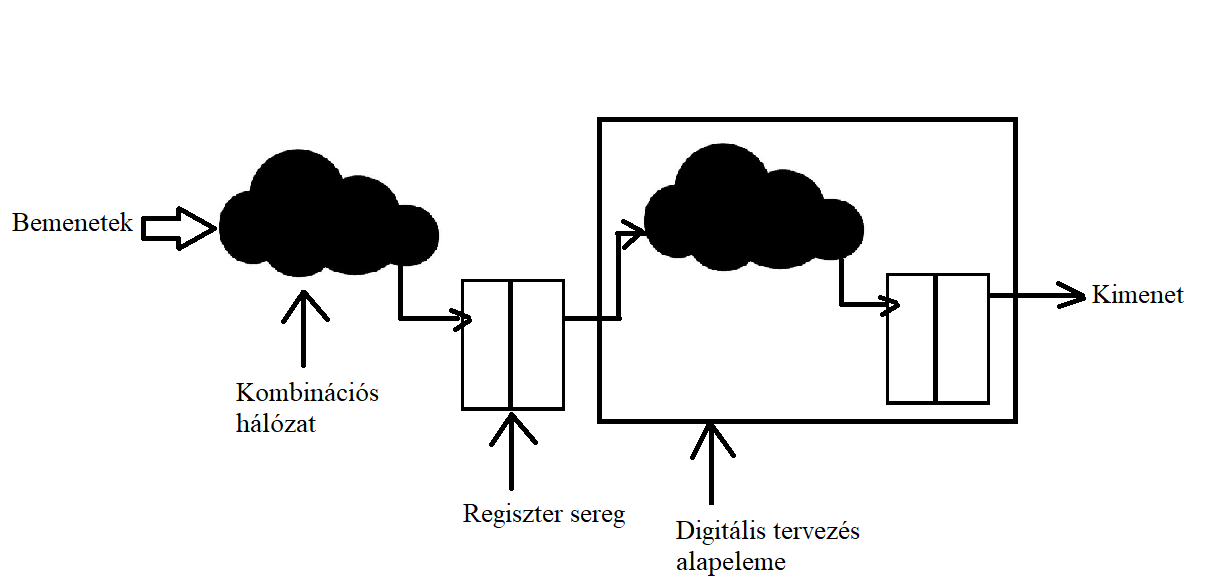 Bemenetek
Kombinációs
hálózat
Regiszter sereg
Digitális tervezés
alapeleme
Kimenet